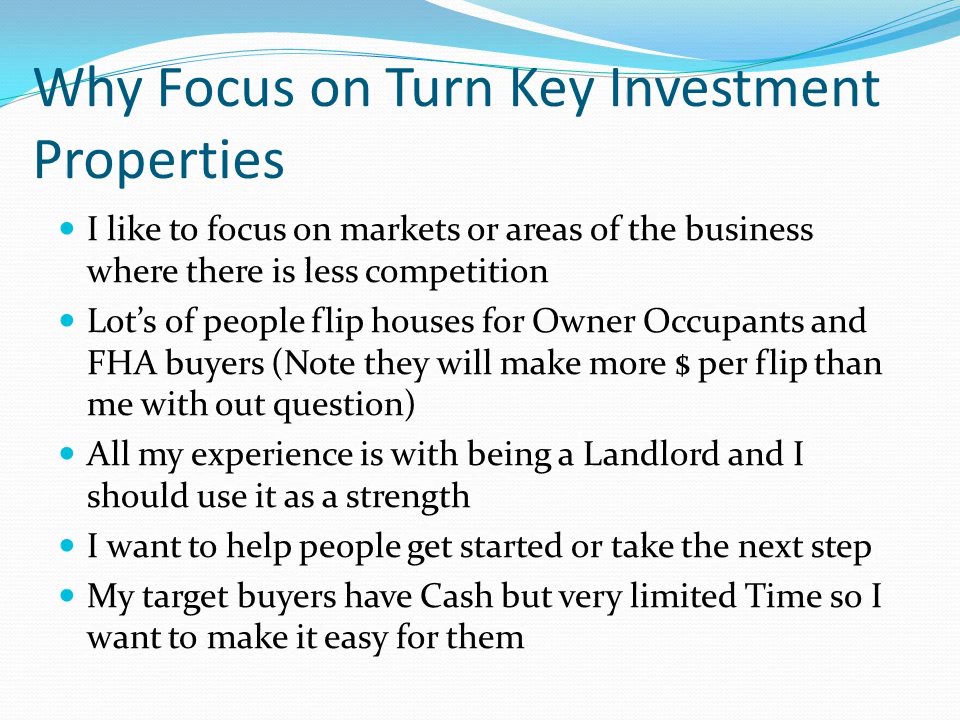 Why Focus on Turn Key Investment
Properties
I like to focus on markets or areas of the business
where there is less competition
Lot’s of people flip houses for Owner Occupants and
FHA buyers (Note they will make more $ per flip than
me with out question)
All my experience is with being a Landlord and I
should use it as a strength
I want to help people get started or take the next step
My target buyers have Cash but very limited Time so I
want to make it easy for them